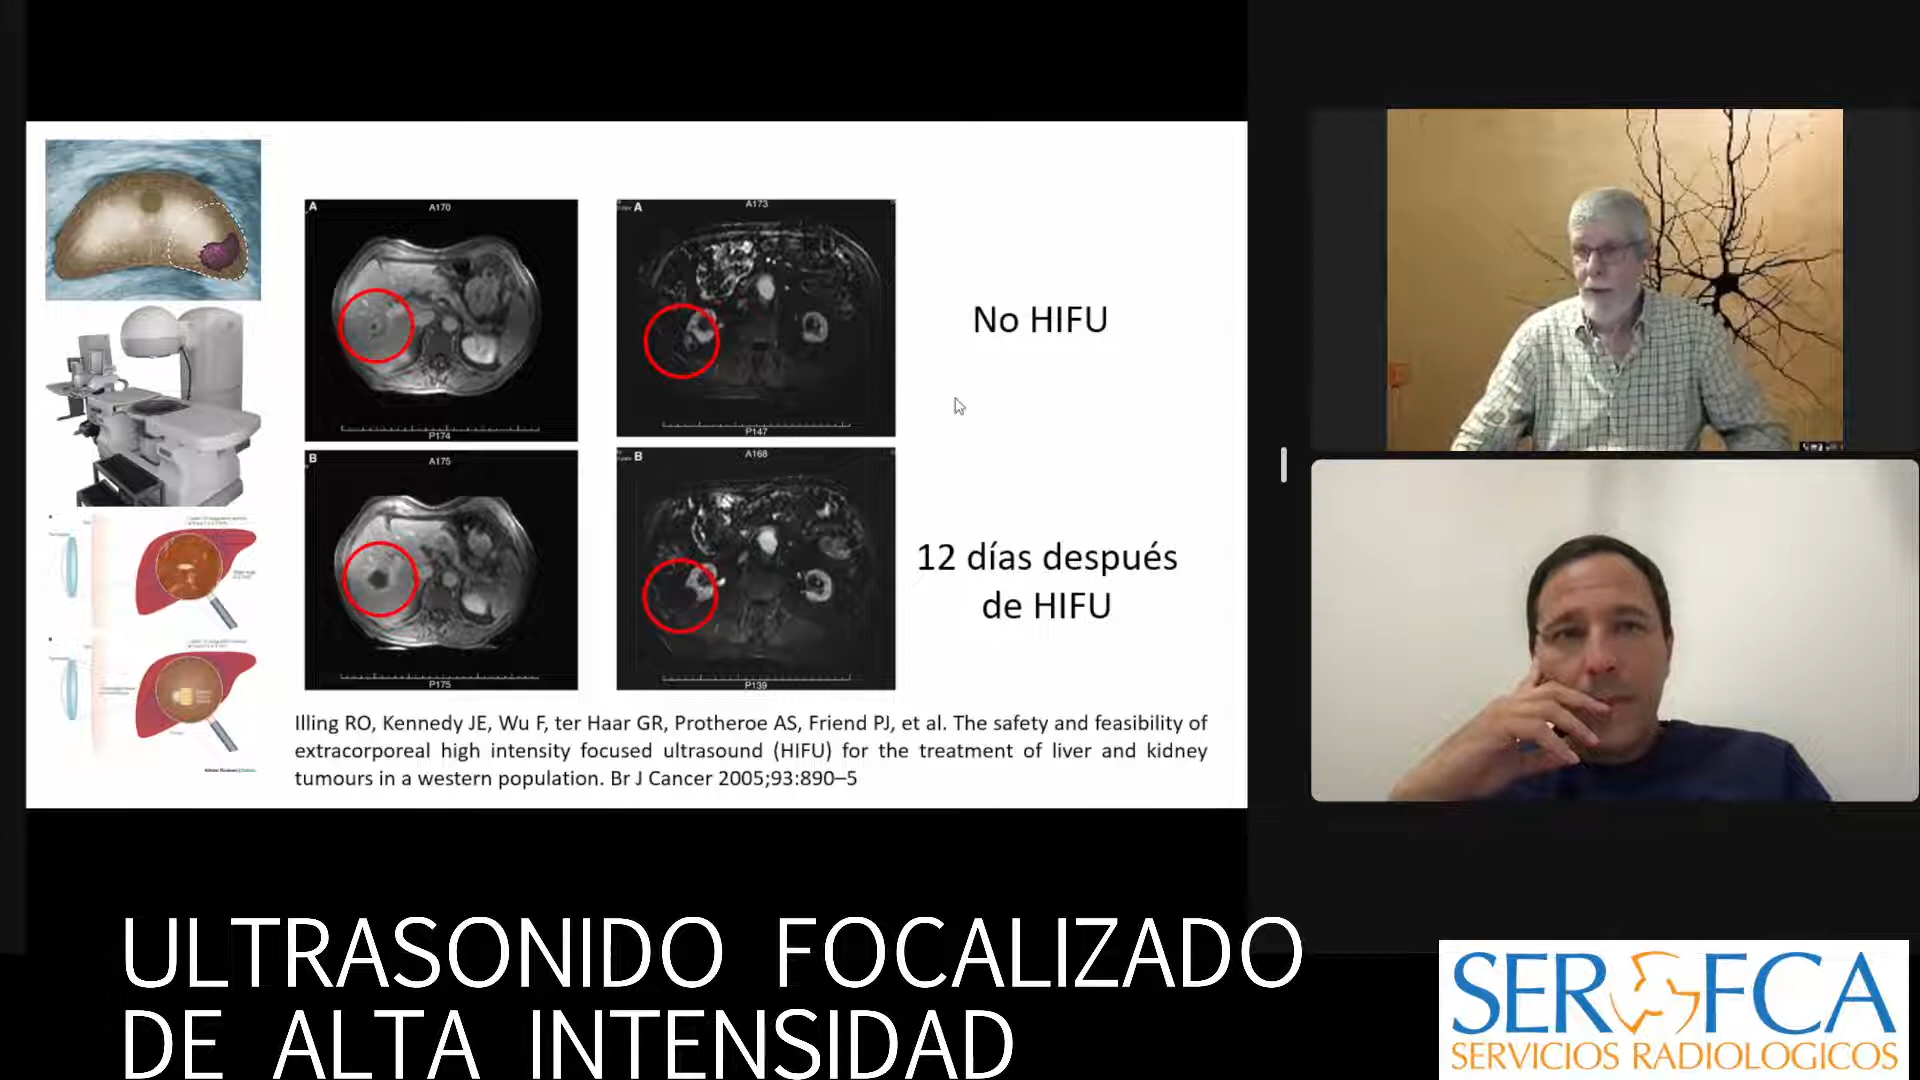 A
A170
P174
A
A173
P147
No HIFU
B
A175
P175
B
A168
P139
12 días después
de HIFU
Illing RO, Kennedy JE, Wu F, ter Haar GR, Protheroe AS, Friend PJ, et al. The safety and feasibility of
extracorporeal high intensity focused ultrasound (HIFU) for the treatment of liver and kidney
tumours in a western population. Br J Cancer 2005;93:890–5
ULTRASONIDO FOCALIZADO
DE ALTA INTENSIDAD
SER FCA
SERVICIOS RADIOLOGICOS